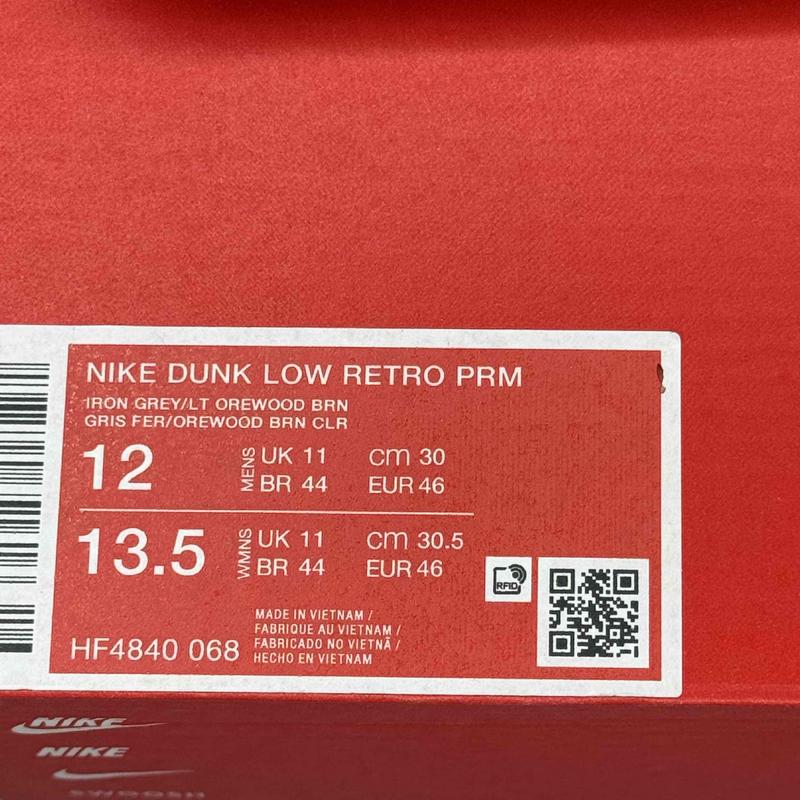 NIKE DUNK LOW RETRO PRM
IRON GREY/LT OREWOOD BRN
GRIS FER/OREWOOD BRN CLR
12
MENS
UK 11
cm 30
BR 44
EUR 46
13.5
WMNS
UK 11
cm 30.5
BR 44
EUR 46
RFID
HF4840 068
MADE IN VIETNAM /
FABRIQUE AU VIETNAM /
FABRICADO NO VIETNÃ /
HECHO EN VIETNAM
NIKE
NIKE
SWOOSH